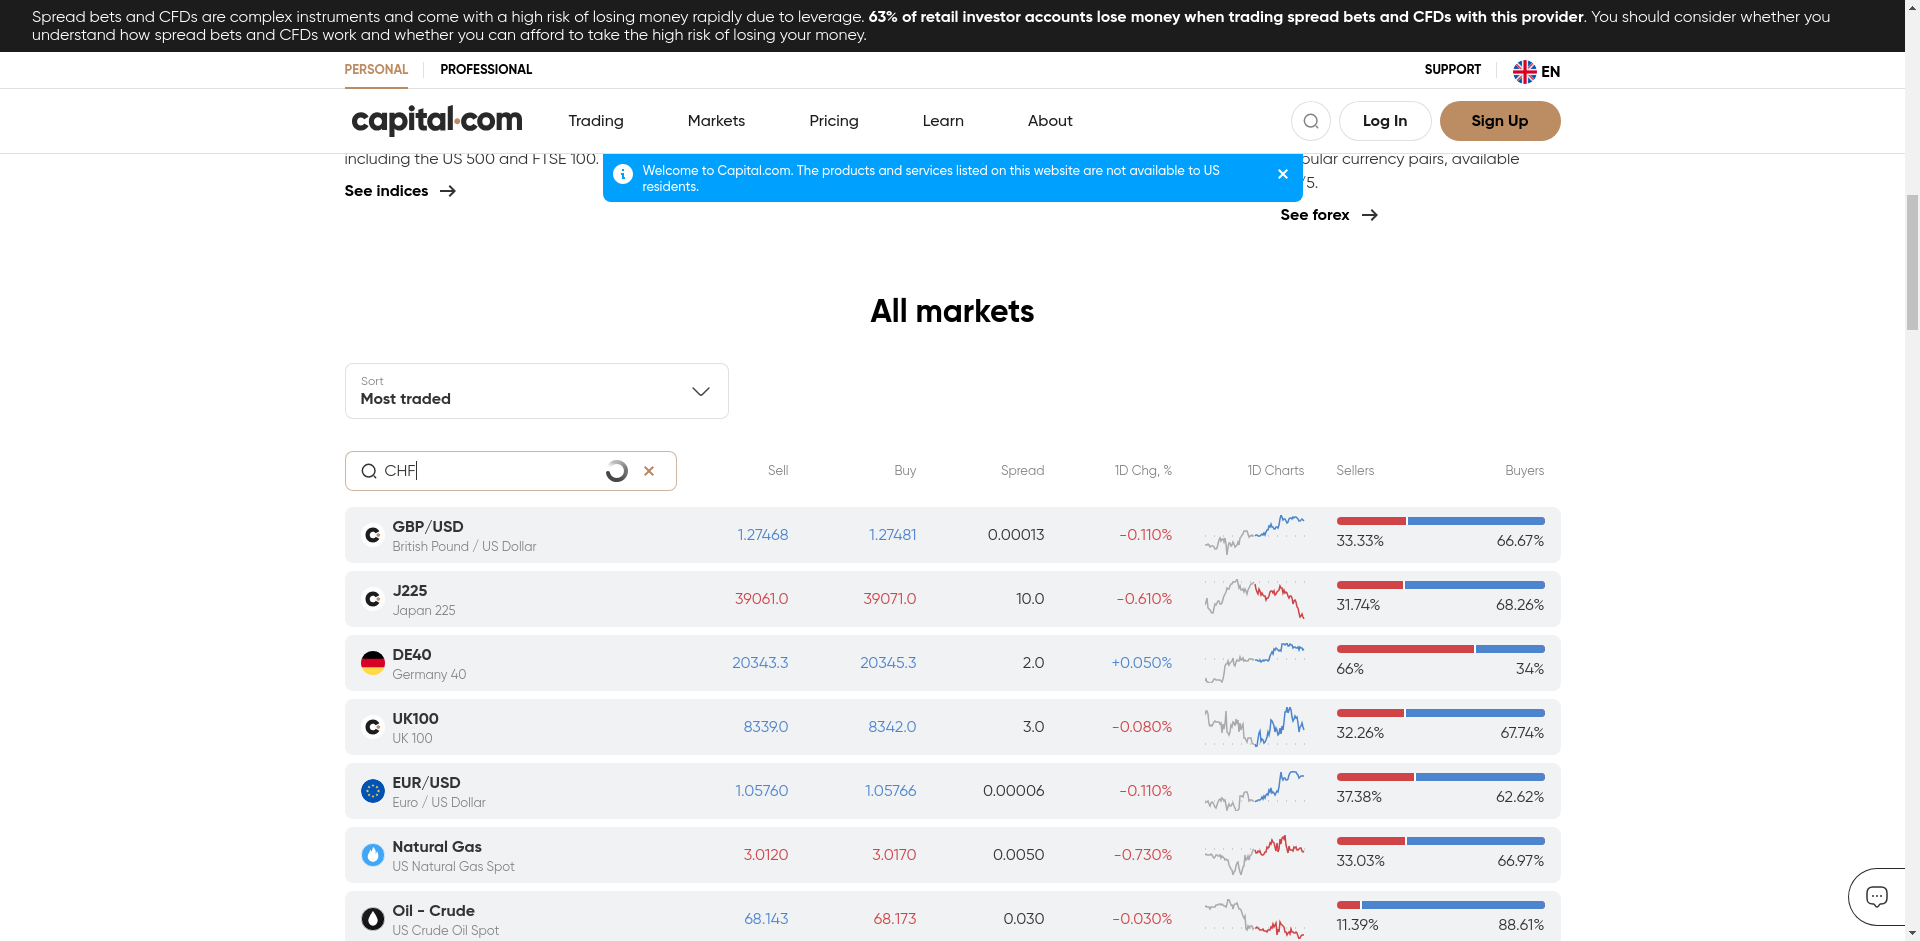 Spread bets and CFDs are complex instruments and come with a high risk of losing money rapidly due to leverage. 63% of retail investor accounts lose money when trading spread bets and CFDs with this provider. You should consider whether you
understand how spread bets and CFDs work and whether you can afford to take the high risk of losing your money.
PERSONAL PROFESSIONAL SUPPORT EN
capital.com Trading Markets Pricing Learn About Log In Sign Up
including the US 500 and FTSE 100. pular currency pairs, available
Welcome to Capital.com. The products and services listed on this website are not available to US
residents.
/5.
See indices
See forex
All markets
Sort
Most traded
CHF Sell Buy Spread 1D Chg, % 1D Charts Sellers Buyers
GBP/USD 1.27468 1.27481 0.00013 -0.110% 33.33% 66.67%
British Pound / US Dollar
J225 39061.0 39071.0 10.0 -0.610% 31.74% 68.26%
Japan 225
DE40 20343.3 20345.3 2.0 +0.050% 66% 34%
Germany 40
UK100 8339.0 8342.0 3.0 -0.080% 32.26% 67.74%
UK 100
EUR/USD 1.05760 1.05766 0.00006 -0.110% 37.38% 62.62%
Euro / US Dollar
Natural Gas 3.0120 3.0170 0.0050 -0.730% 33.03% 66.97%
US Natural Gas Spot
Oil - Crude 68.143 68.173 0.030 -0.030% 11.39% 88.61%
US Crude Oil Spot